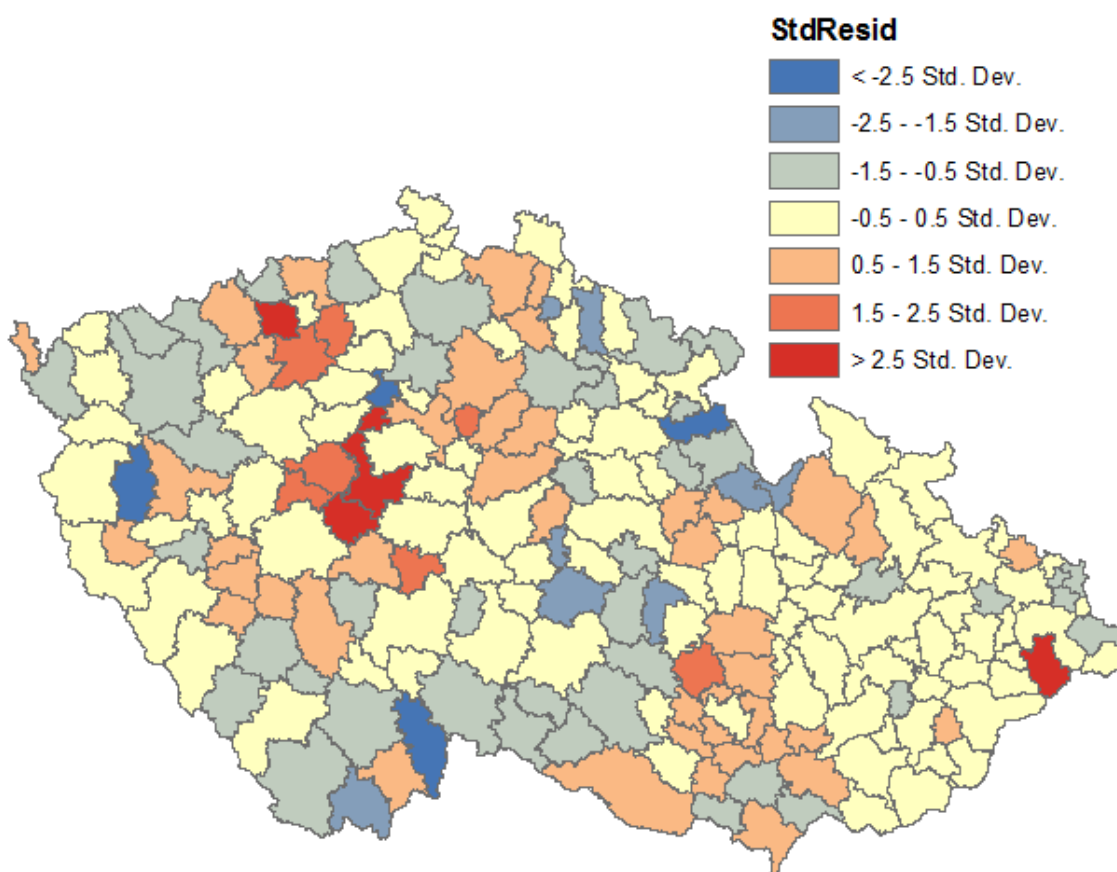 StdResid
< -2.5 Std. Dev.
-2.5 - -1.5 Std. Dev.
-1.5 - -0.5 Std. Dev.
-0.5 - 0.5 Std. Dev.
0.5 - 1.5 Std. Dev.
1.5 - 2.5 Std. Dev.
> 2.5 Std. Dev.